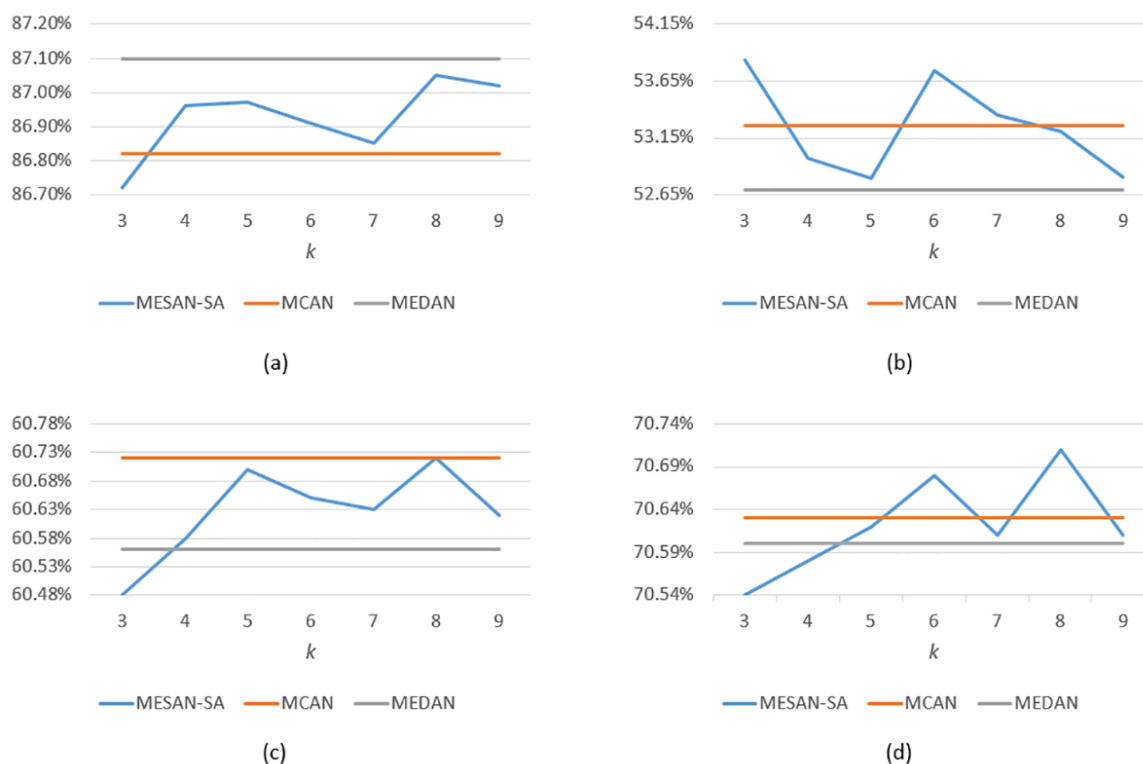 87.20%
87.10%
87.00%
86.90%
86.80%
86.70%
3 4 5 6 7 8 9
k
MESAN-SA MCAN MEDAN
(a)
54.15%
53.65%
53.15%
52.65%
3 4 5 6 7 8 9
k
MESAN-SA MCAN MEDAN
(b)
60.78%
60.73%
60.68%
60.63%
60.58%
60.53%
60.48%
3 4 5 6 7 8 9
k
MESAN-SA MCAN MEDAN
(c)
70.74%
70.69%
70.64%
70.59%
70.54%
3 4 5 6 7 8 9
k
MESAN-SA MCAN MEDAN
(d)